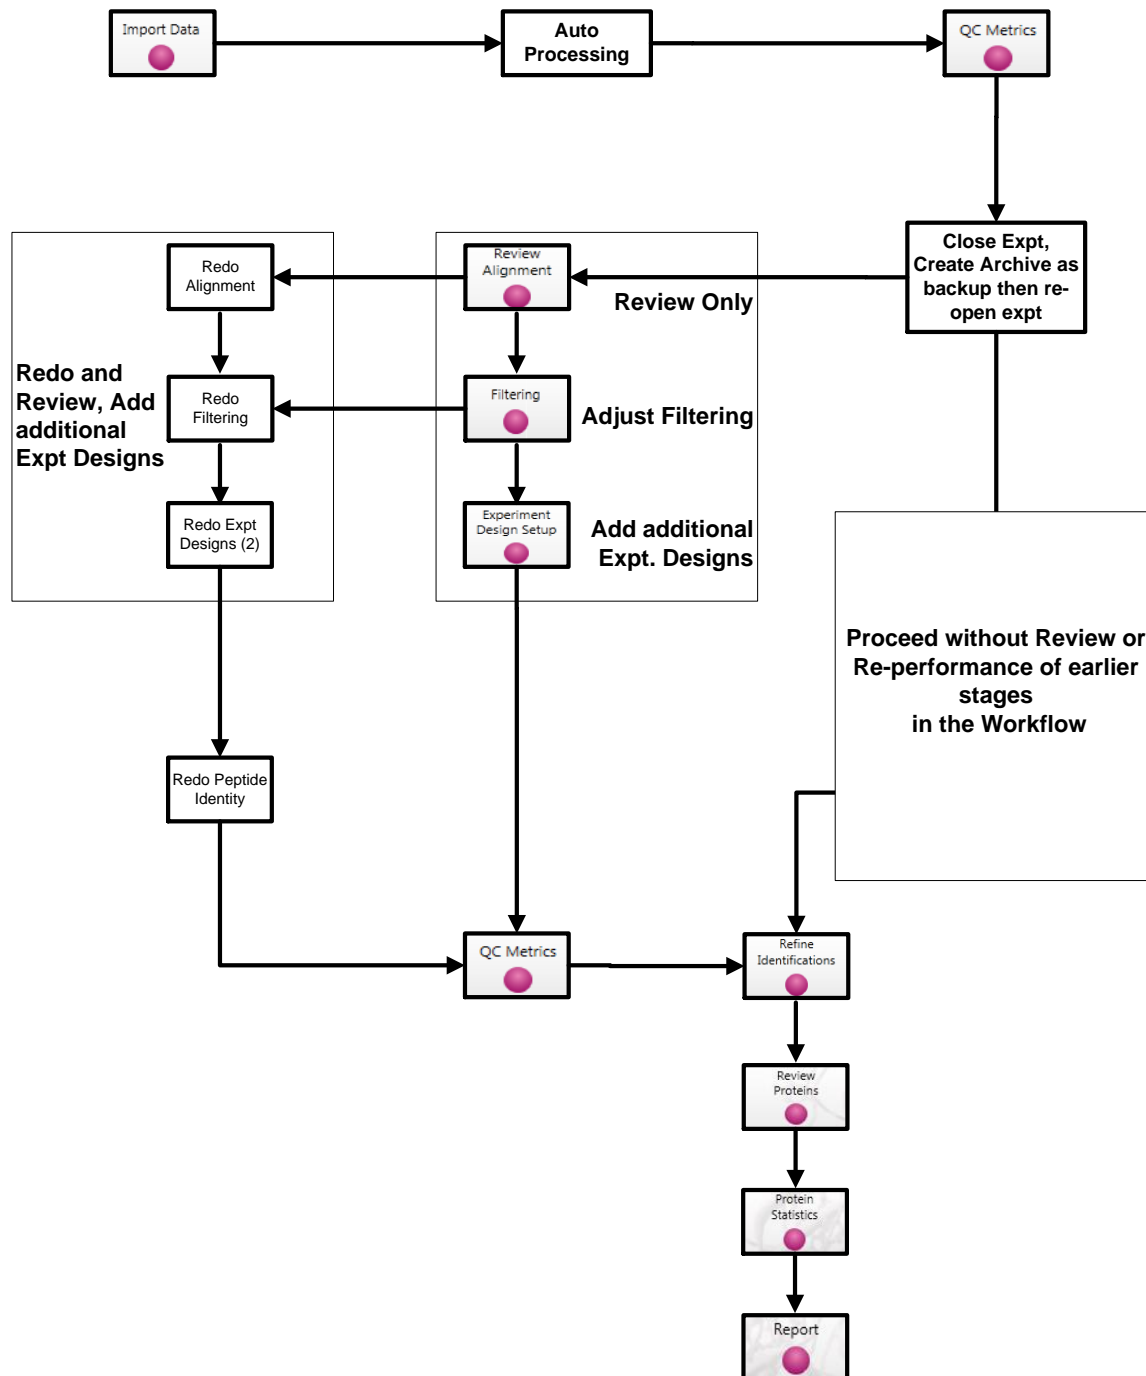 Import Data
Auto
Processing
QC Metrics
Close Expt,
Create Archive as
backup then re-
open expt
Redo
Alignment
Review
Alignment
Review Only
Redo and
Review, Add
additional
Expt Designs
Redo
Filtering
Filtering
Adjust Filtering
Redo Expt
Designs (2)
Experiment
Design Setup
Add additional
Expt. Designs
Proceed without Review or
Re-performance of earlier
stages
in the Workflow
Redo Peptide
Identity
QC Metrics
Refine
Identifications
Review
Proteins
Protein
Statistics
Report